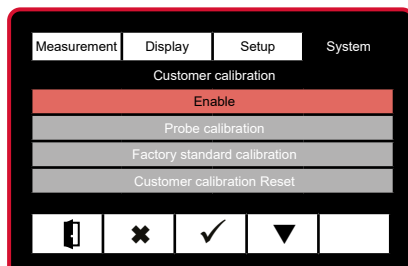 Measurement Display Setup System
Customer calibration
Enable
Probe calibration
Factory standard calibration
Customer calibration Reset